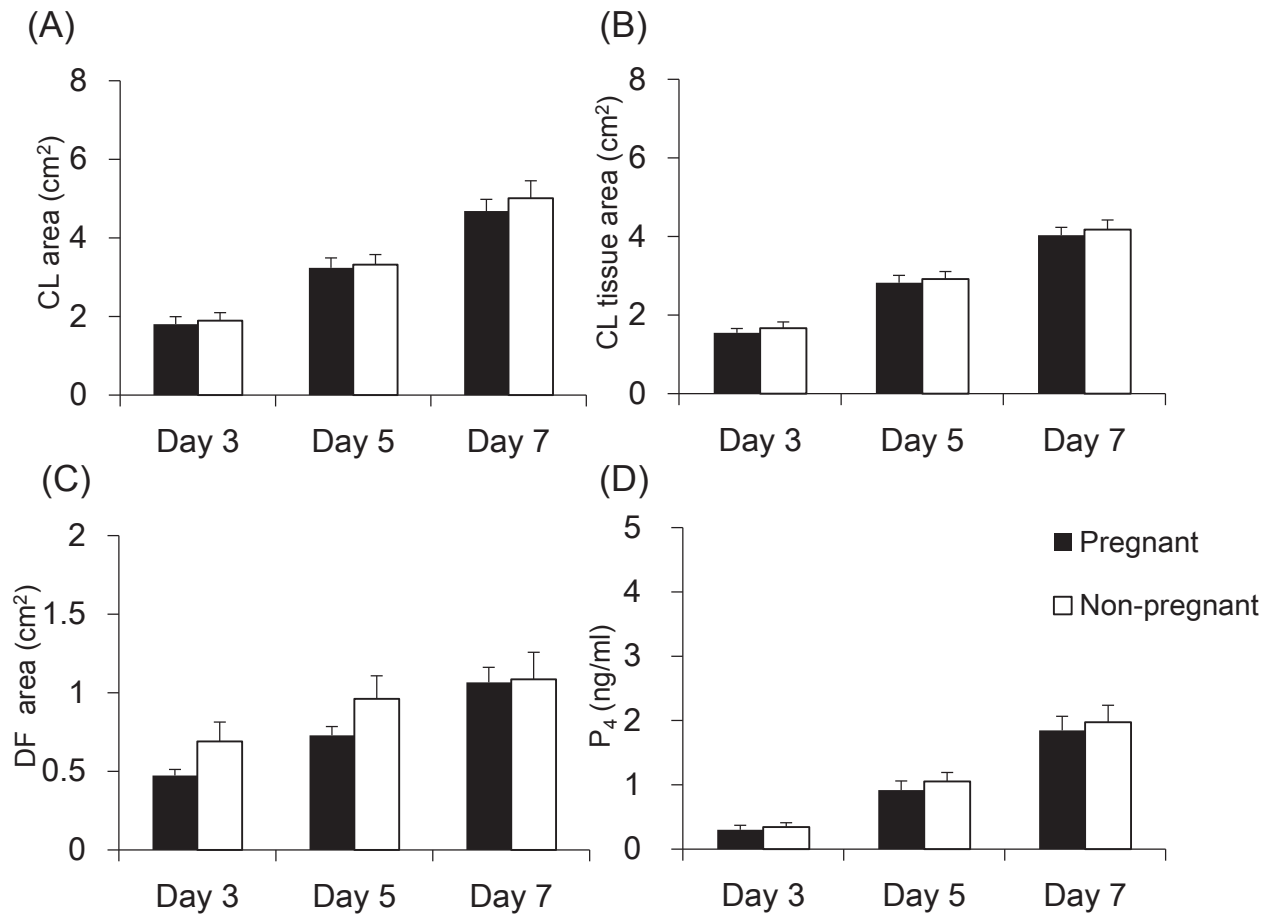 (A)
CL area (cm²)
8
6
4
2
0
Day 3 Day 5 Day 7
(B)
CL tissue area (cm²)
8
6
4
2
0
Day 3 Day 5 Day 7
(C)
DF area (cm²)
2
1.5
1
0.5
0
Day 3 Day 5 Day 7
(D)
P₄ (ng/ml)
5
4
3
2
1
0
Day 3 Day 5 Day 7
Pregnant
Non-pregnant